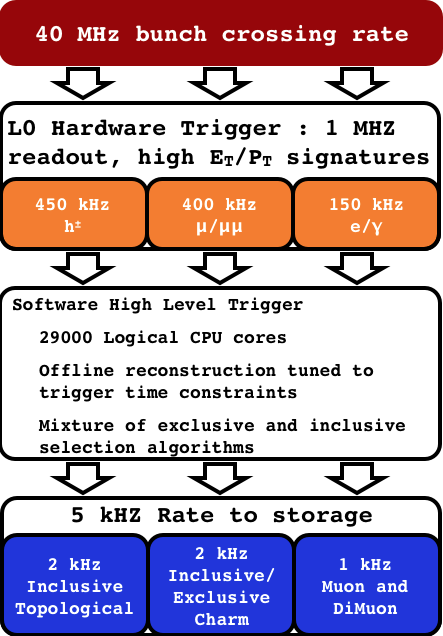 40 MHz bunch crossing rate
L0 Hardware Trigger : 1 MHZ
readout, high ET/PT signatures
450 kHz
h±
400 kHz
μ/μμ
150 kHz
e/γ
Software High Level Trigger
29000 Logical CPU cores
Offline reconstruction tuned to
trigger time constraints
Mixture of exclusive and inclusive
selection algorithms
5 kHZ Rate to storage
2 kHz
Inclusive
Topological
2 kHz
Inclusive/
Exclusive
Charm
1 kHz
Muon and
DiMuon